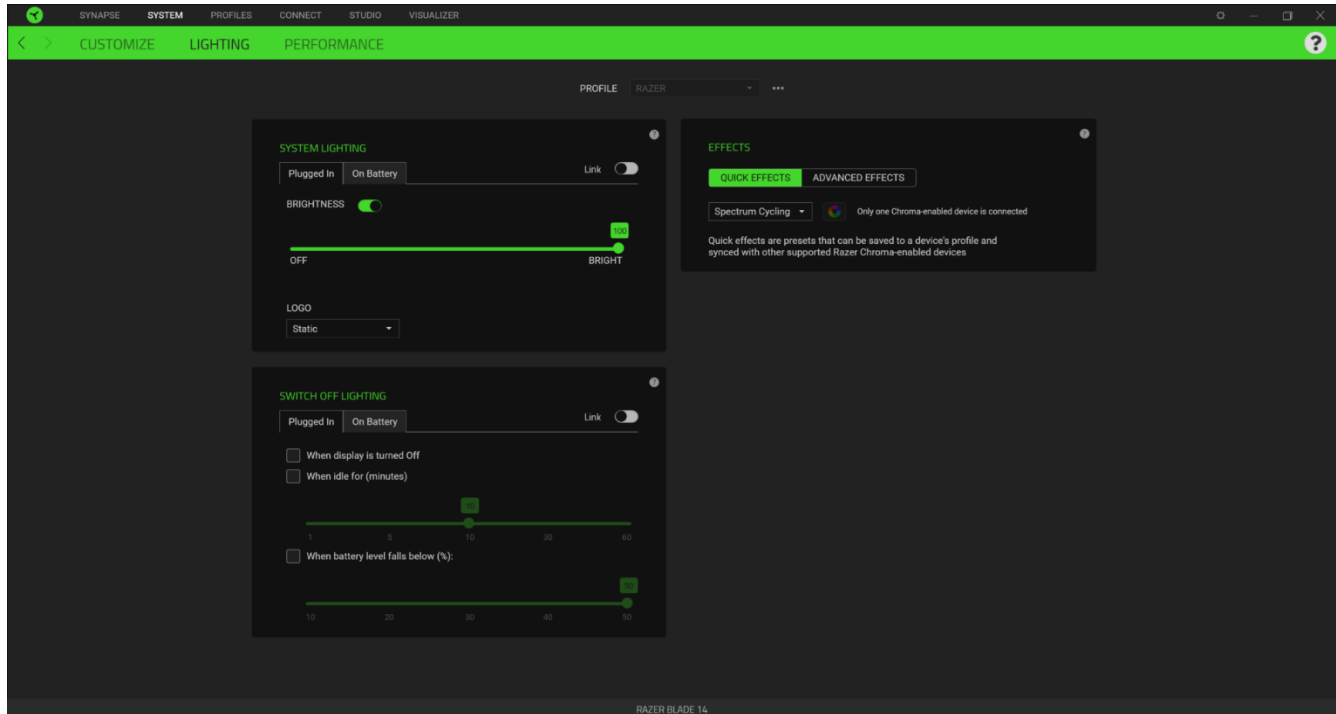 SYNAPSE SYSTEM PROFILES CONNECT STUDIO VISUALIZER
CUSTOMIZE LIGHTING PERFORMANCE ?
PROFILE RAZER
SYSTEM LIGHTING ?
Plugged In On Battery Link
BRIGHTNESS
100
OFF BRIGHT
LOGO
Static
SWITCH OFF LIGHTING ?
Plugged In On Battery Link
When display is turned Off
When idle for (minutes)
10
1 5 10 30 60
When battery level falls below (%):
50
10 20 30 40 50
EFFECTS ?
QUICK EFFECTS ADVANCED EFFECTS
Spectrum Cycling Only one Chroma-enabled device is connected
Quick effects are presets that can be saved to a device's profile and
synced with other supported Razer Chroma-enabled devices
RAZER BLADE 14